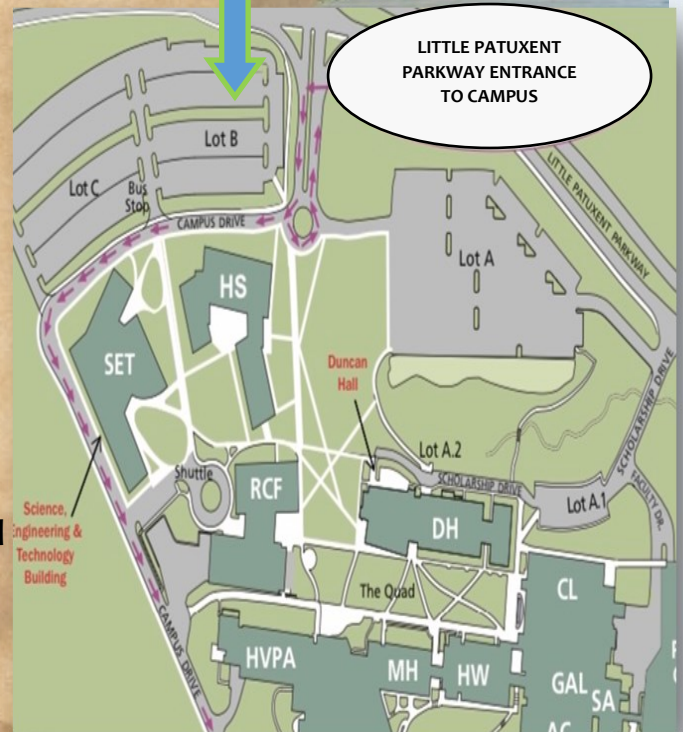 LITTLE PATUXENT
PARKWAY ENTRANCE
TO CAMPUS
LITTLE PATUXENT PARKWAY
Lot B
Lot C
Bus
Stop
CAMPUS DRIVE
Lot A
HS
SET
Duncan
Hall
SCHOLARSHIP DRIVE
Lot A.2
Shuttle
RCF
SCHOLARSHIP DRIVE
Lot A.1
FACULTY DR.
Science,
Engineering &
Technology
Building
DH
The Quad
CL
CAMPUS DRIVE
HVPA
MH
HW
GAL
SA